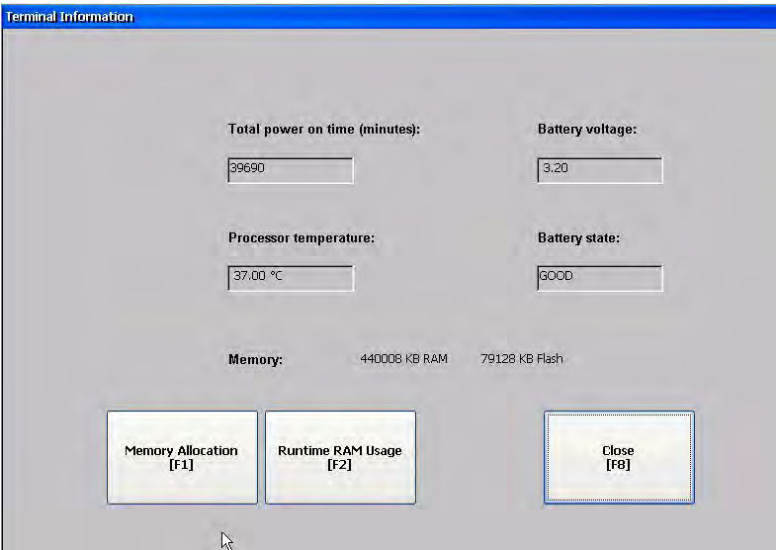 Terminal Information
Total power on time (minutes): Battery voltage:
39690 3.20
Processor temperature: Battery state:
37.00 °C GOOD
Memory: 440008 KB RAM 79128 KB Flash
Memory Allocation Runtime RAM Usage Close
[F1] [F2] [F8]